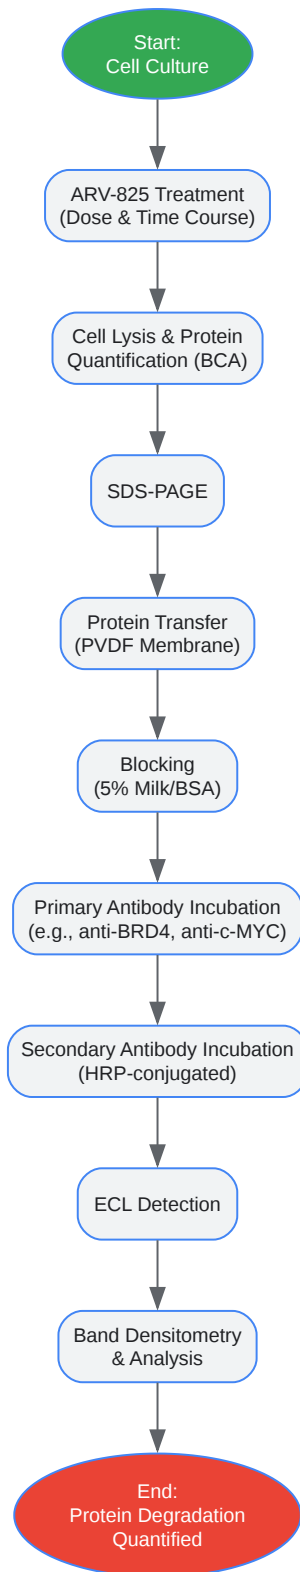 Start:
Cell Culture
ARV-825 Treatment
(Dose & Time Course)
Cell Lysis & Protein
Quantification (BCA)
SDS-PAGE
Protein Transfer
(PVDF Membrane)
Blocking
(5% Milk/BSA)
Primary Antibody Incubation
(e.g., anti-BRD4, anti-c-MYC)
Secondary Antibody Incubation
(HRP-conjugated)
ECL Detection
Band Densitometry
& Analysis
End:
Protein Degradation
Quantified